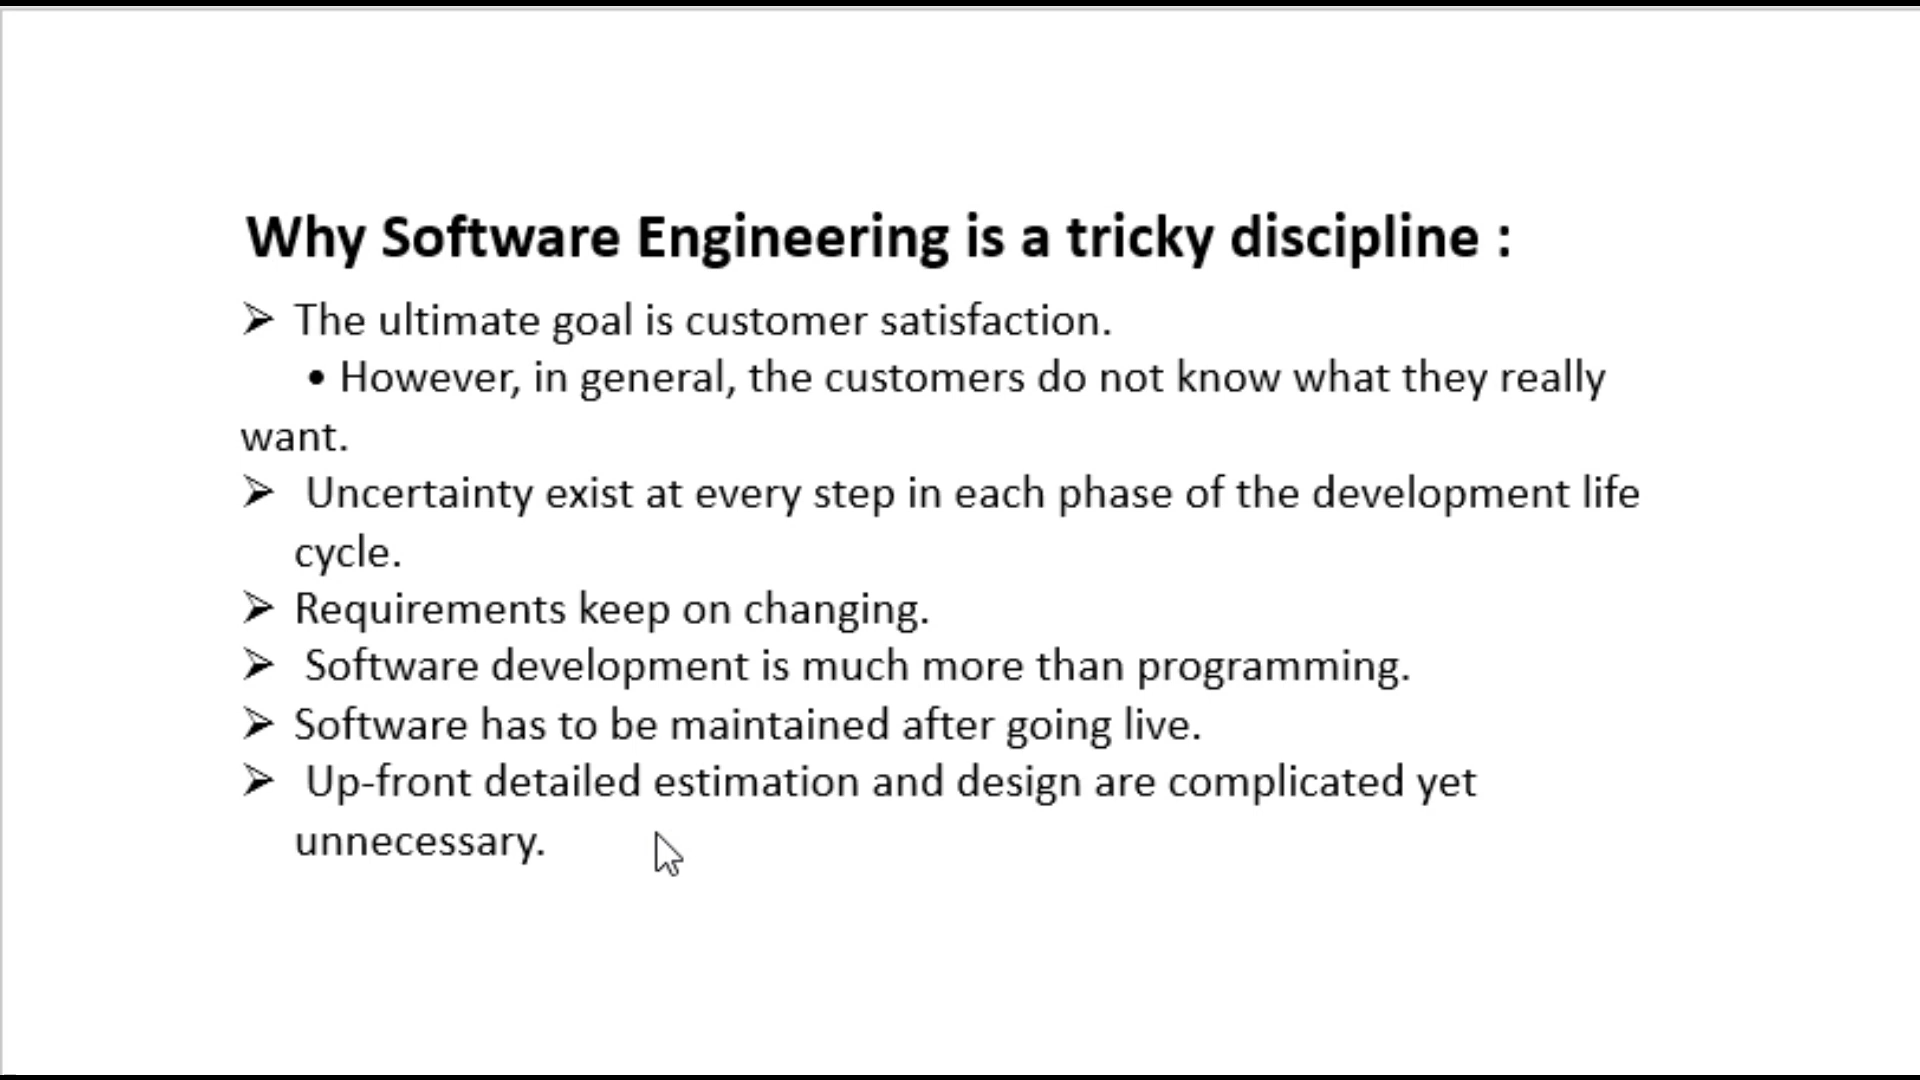 Why Software Engineering is a tricky discipline :
➢ The ultimate goal is customer satisfaction.
• However, in general, the customers do not know what they really
want.
➢ Uncertainty exist at every step in each phase of the development life
cycle.
➢ Requirements keep on changing.
➢ Software development is much more than programming.
➢ Software has to be maintained after going live.
➢ Up-front detailed estimation and design are complicated yet
unnecessary.